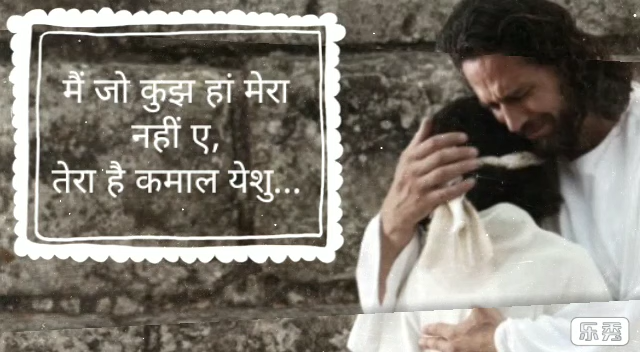 मैं जो कुझ हां मेरा
नहीं ए,
तेरा है कमाल येशु...
乐秀